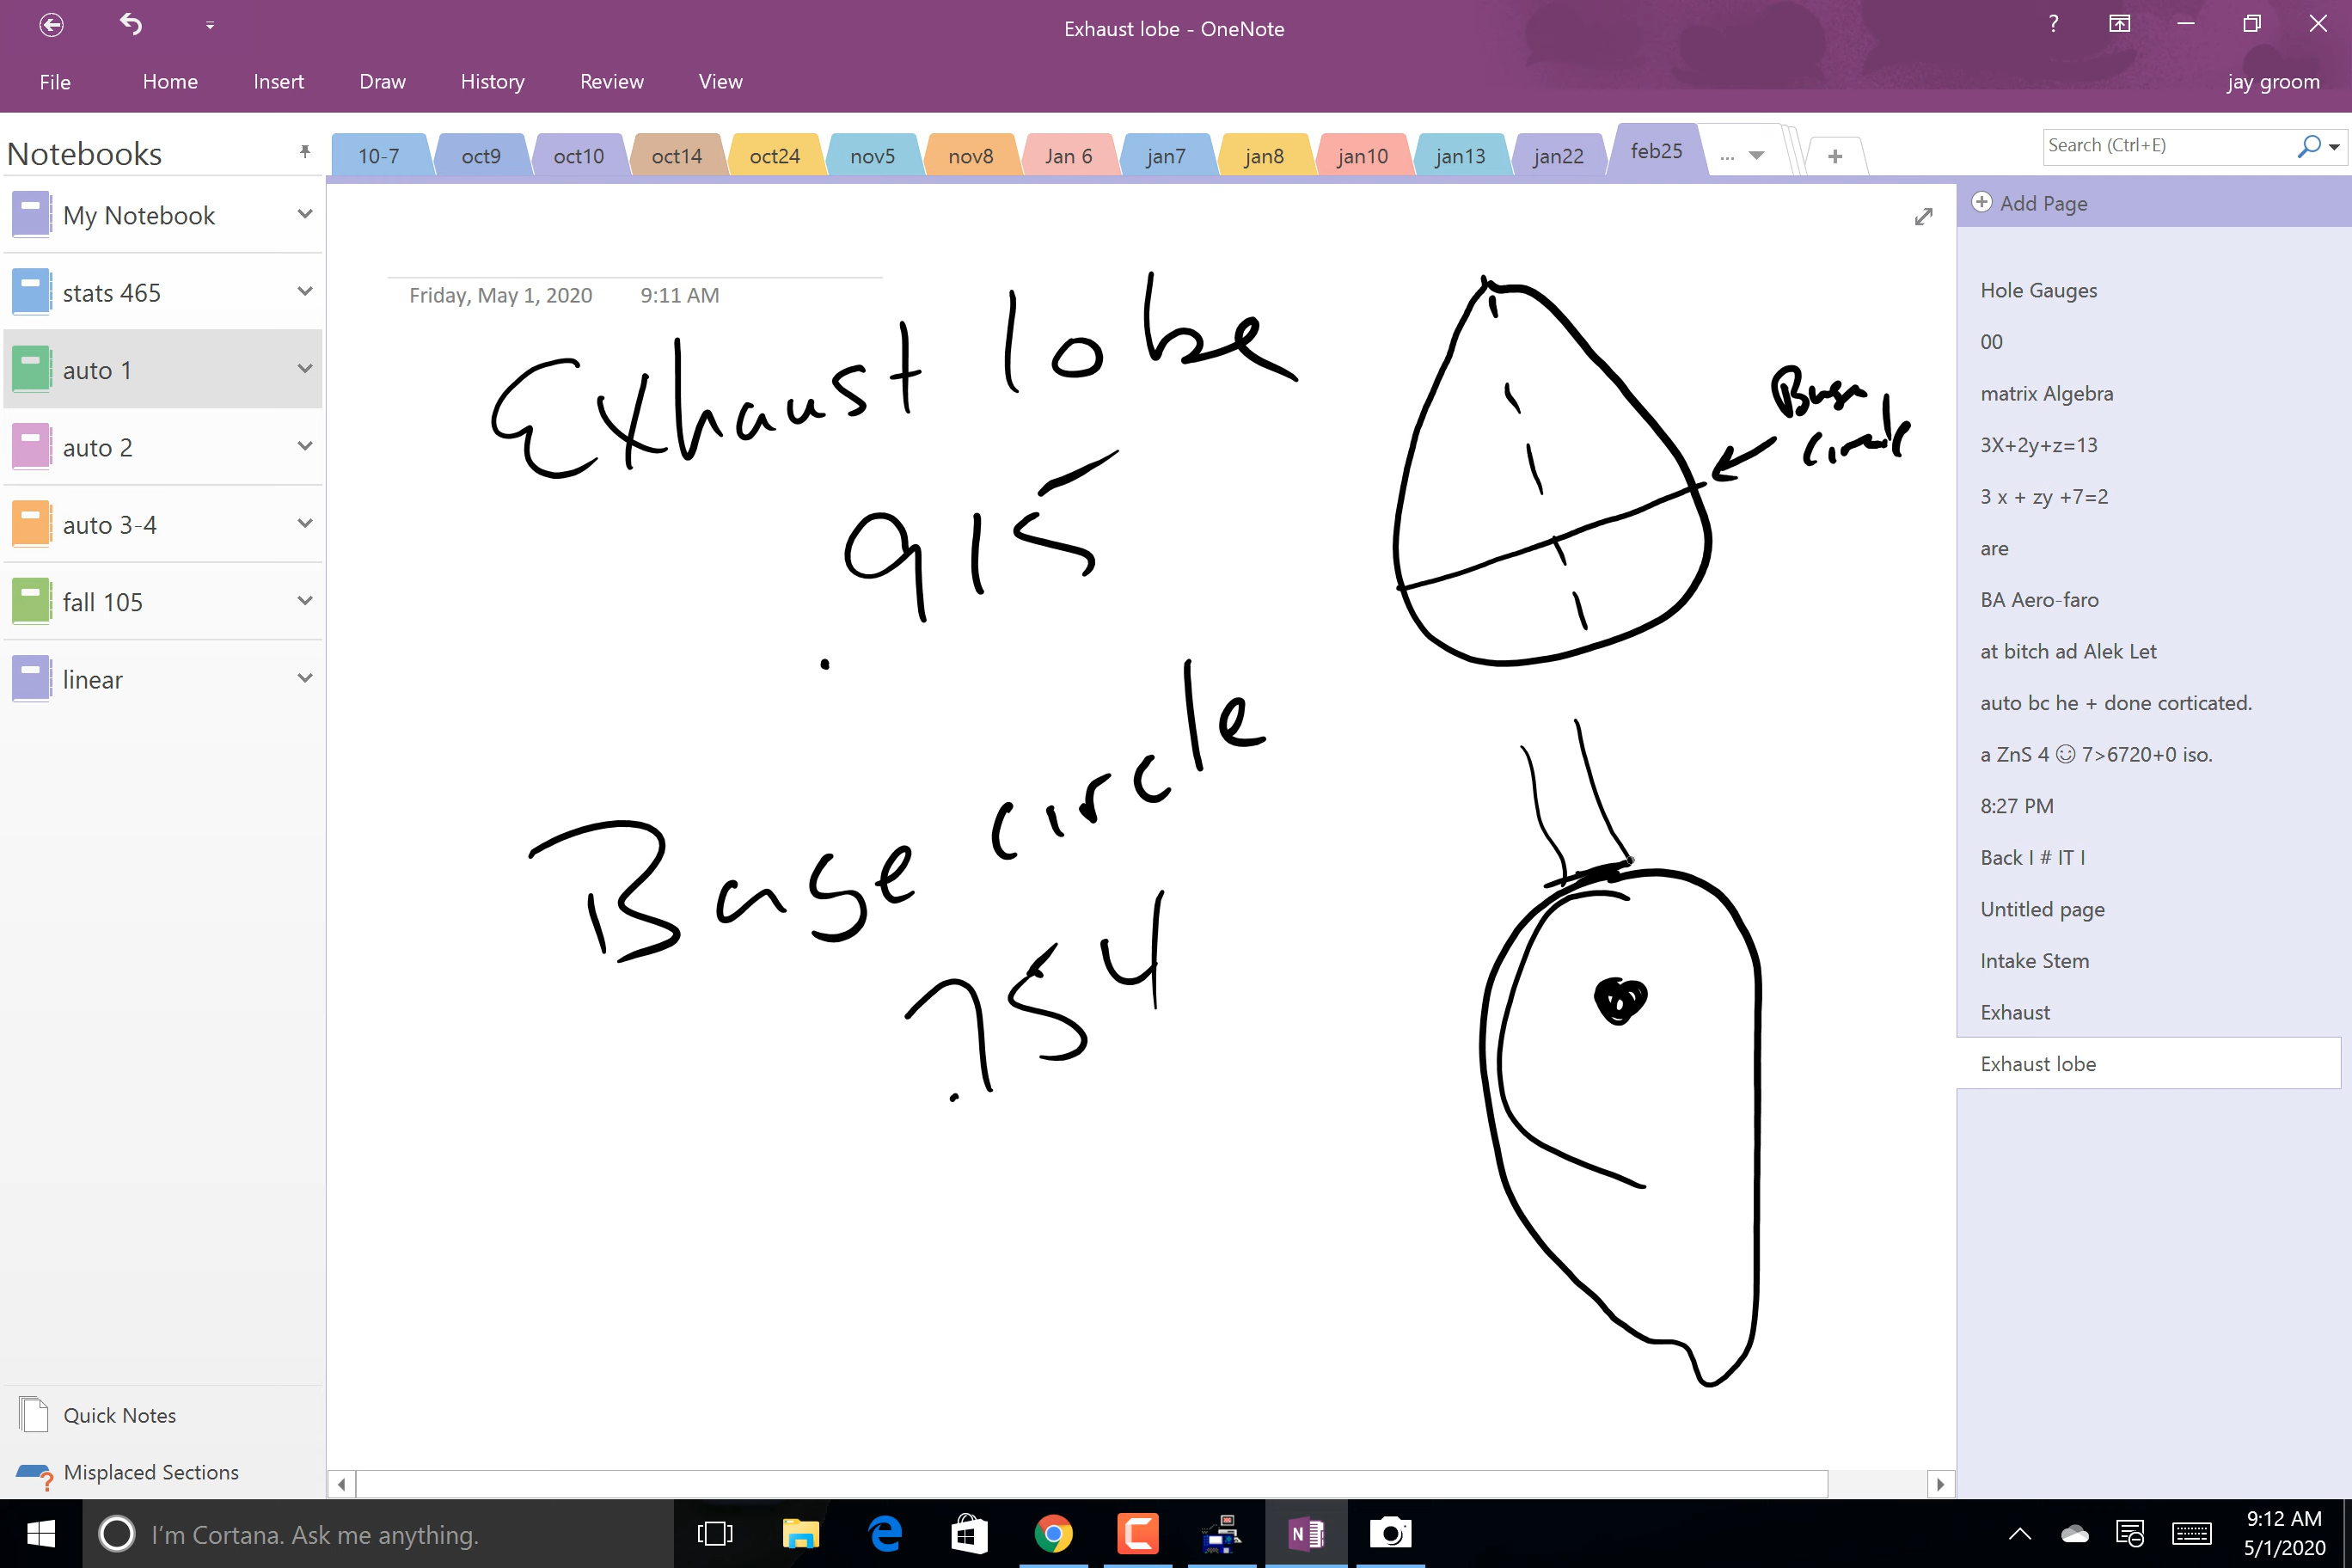 Exhaust lobe - OneNote
?
File
Home
Insert
Draw
History
Review
View
jay groom
Notebooks
10-7
oct9
oct10
oct14
oct24
nov5
nov8
Jan 6
jan7
jan8
jan10
jan13
jan22
feb25
...
+
Search (Ctrl+E)
My Notebook
stats 465
auto 1
auto 2
auto 3-4
fall 105
linear
Quick Notes
Misplaced Sections
Friday, May 1, 2020
9:11 AM
Exhaust lobe
.915
Base circle
.754
Base
circle
Add Page
Hole Gauges
00
matrix Algebra
3X+2y+z=13
3 x + zy +7=2
are
BA Aero-faro
at bitch ad Alek Let
auto bc he + done corticated.
a ZnS 4 ☺ 7>6720+0 iso.
8:27 PM
Back I # IT I
Untitled page
Intake Stem
Exhaust
Exhaust lobe
I'm Cortana. Ask me anything.
9:12 AM
5/1/2020